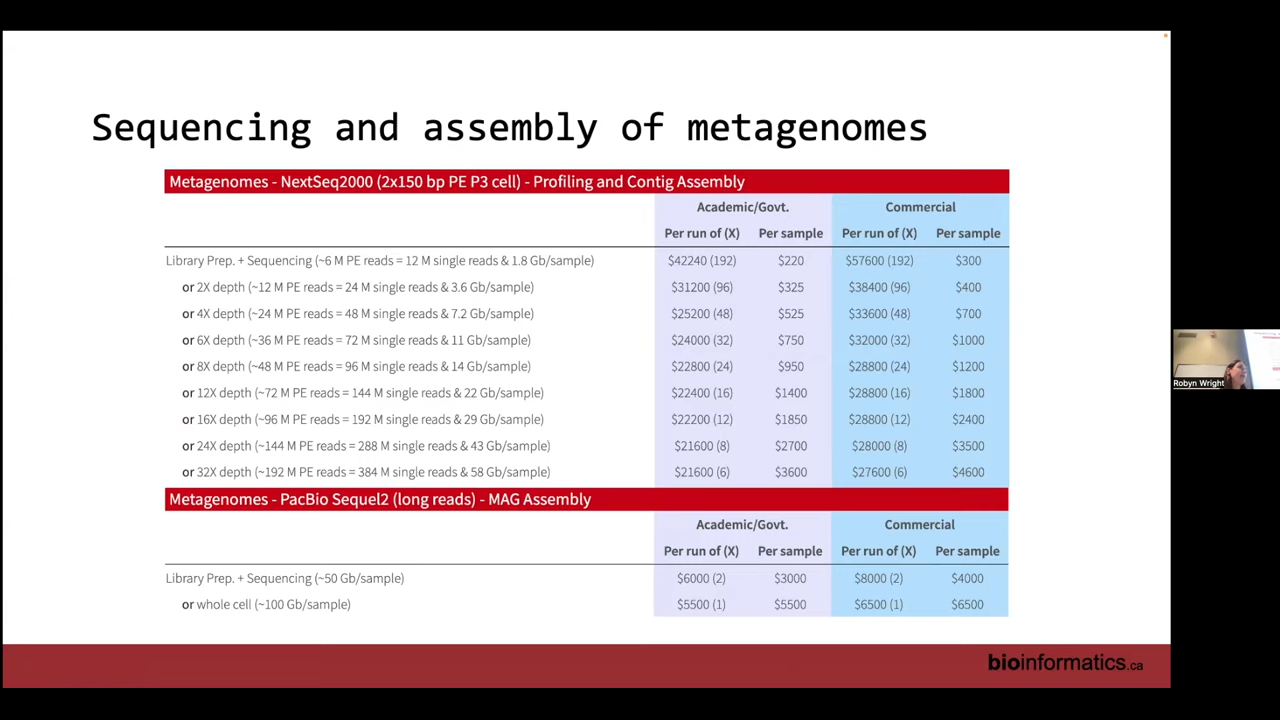 Sequencing and assembly of metagenomes
Metagenomes - NextSeq2000 (2x150 bp PE P3 cell) - Profiling and Contig Assembly
Academic/Govt. Commercial
Per run of (X) Per sample Per run of (X) Per sample
Library Prep. + Sequencing (~6 M PE reads = 12 M single reads & 1.8 Gb/sample) $42240 (192) $220 $57600 (192) $300
or 2X depth (~12 M PE reads = 24 M single reads & 3.6 Gb/sample) $31200 (96) $325 $38400 (96) $400
or 4X depth (~24 M PE reads = 48 M single reads & 7.2 Gb/sample) $25200 (48) $525 $33600 (48) $700
or 6X depth (~36 M PE reads = 72 M single reads & 11 Gb/sample) $24000 (32) $750 $32000 (32) $1000
or 8X depth (~48 M PE reads = 96 M single reads & 14 Gb/sample) $22800 (24) $950 $28800 (24) $1200
or 12X depth (~72 M PE reads = 144 M single reads & 22 Gb/sample) $22400 (16) $1400 $28800 (16) $1800
or 16X depth (~96 M PE reads = 192 M single reads & 29 Gb/sample) $22200 (12) $1850 $28800 (12) $2400
or 24X depth (~144 M PE reads = 288 M single reads & 43 Gb/sample) $21600 (8) $2700 $28000 (8) $3500
or 32X depth (~192 M PE reads = 384 M single reads & 58 Gb/sample) $21600 (6) $3600 $27600 (6) $4600
Metagenomes - PacBio Sequel2 (long reads) - MAG Assembly
Academic/Govt. Commercial
Per run of (X) Per sample Per run of (X) Per sample
Library Prep. + Sequencing (~50 Gb/sample) $6000 (2) $3000 $8000 (2) $4000
or whole cell (~100 Gb/sample) $5500 (1) $5500 $6500 (1) $6500
bioinformatics.ca
Robyn Wright